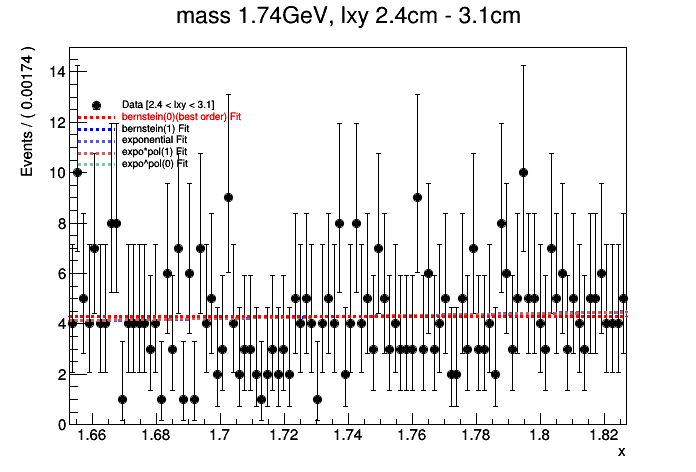 mass 1.74GeV, lxy 2.4cm - 3.1cm
Events / ( 0.00174 )
14
12
10
8
6
4
2
0
Data [2.4 < lxy < 3.1]
bernstein(0)(best order) Fit
bernstein(1) Fit
exponential Fit
expo*pol(1) Fit
expo^pol(0) Fit
1.66 1.68 1.7 1.72 1.74 1.76 1.78 1.8 1.82
x